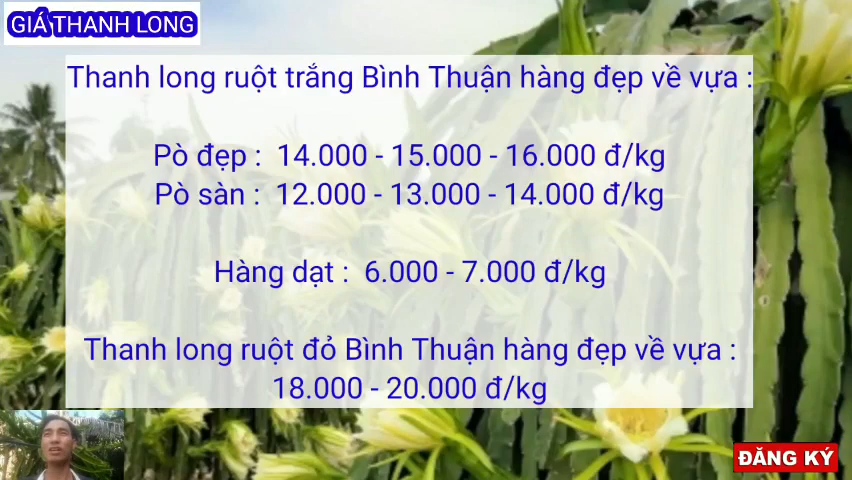 GIÁ THANH LONG
Thanh long ruột trắng Bình Thuận hàng đẹp về vựa :
Pò đẹp : 14.000 - 15.000 - 16.000 đ/kg
Pò sàn : 12.000 - 13.000 - 14.000 đ/kg
Hàng dạt : 6.000 - 7.000 đ/kg
Thanh long ruột đỏ Bình Thuận hàng đẹp về vựa :
18.000 - 20.000 đ/kg
ĐĂNG KÝ